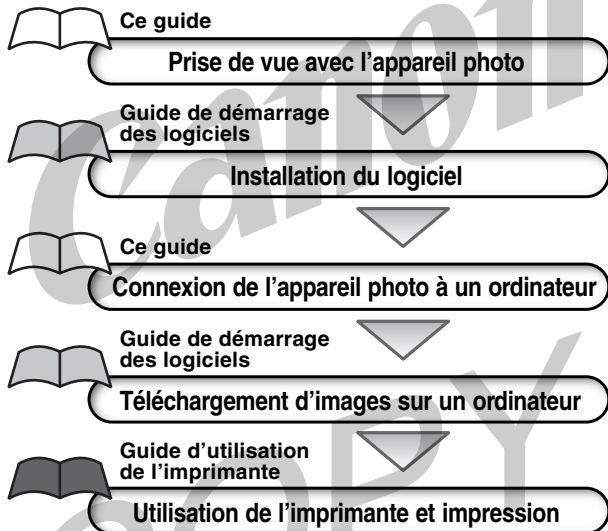 Ce guide
Prise de vue avec l'appareil photo
Guide de démarrage
des logiciels
Installation du logiciel
Ce guide
Connexion de l'appareil photo à un ordinateur
Guide de démarrage
des logiciels
Téléchargement d'images sur un ordinateur
Guide d'utilisation
de l'imprimante
Utilisation de l'imprimante et impression
Canon
COPY